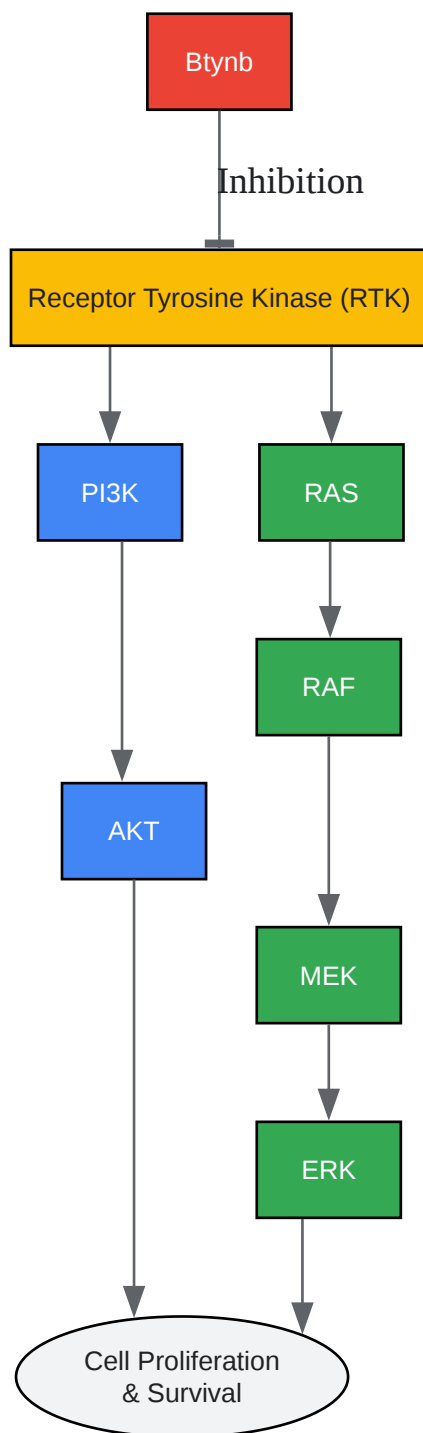 Btynb
Inhibition
Receptor Tyrosine Kinase (RTK)
PI3K
RAS
RAF
AKT
MEK
ERK
Cell Proliferation
& Survival